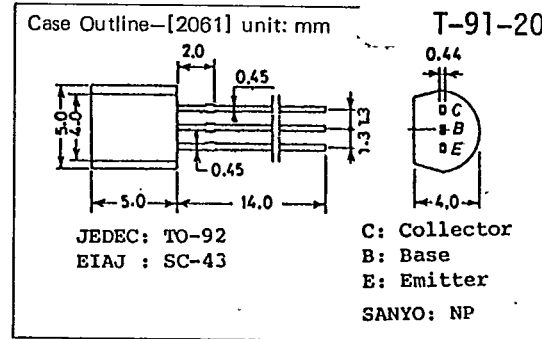 Case Outline—[2061] unit: mm
T-91-20
2.0
0.45
0.44
5.0
4.0
1.3
1.3
C
B
E
0.45
5.0
14.0
4.0
JEDEC: TO-92
EIAJ : SC-43
C: Collector
B: Base
E: Emitter
SANYO: NP